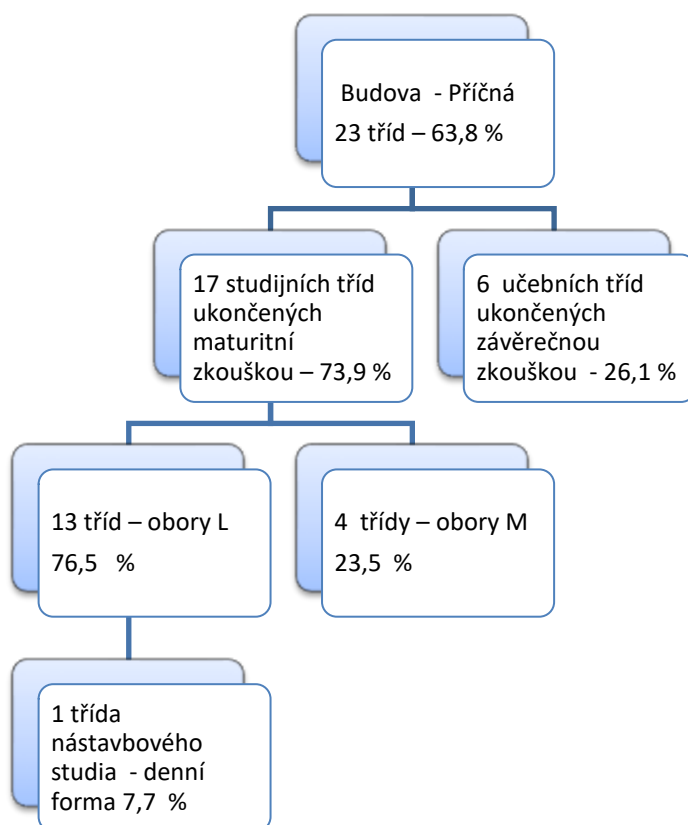 Budova - Příčná
23 tříd – 63,8 %
17 studijních tříd
ukončených
maturitní
zkouškou – 73,9 %
6 učebních tříd
ukončených
závěrečnou
zkouškou - 26,1 %
13 tříd – obory L
76,5 %
4 třídy – obory M
23,5 %
1 třída
nástavbového
studia - denní
forma 7,7 %